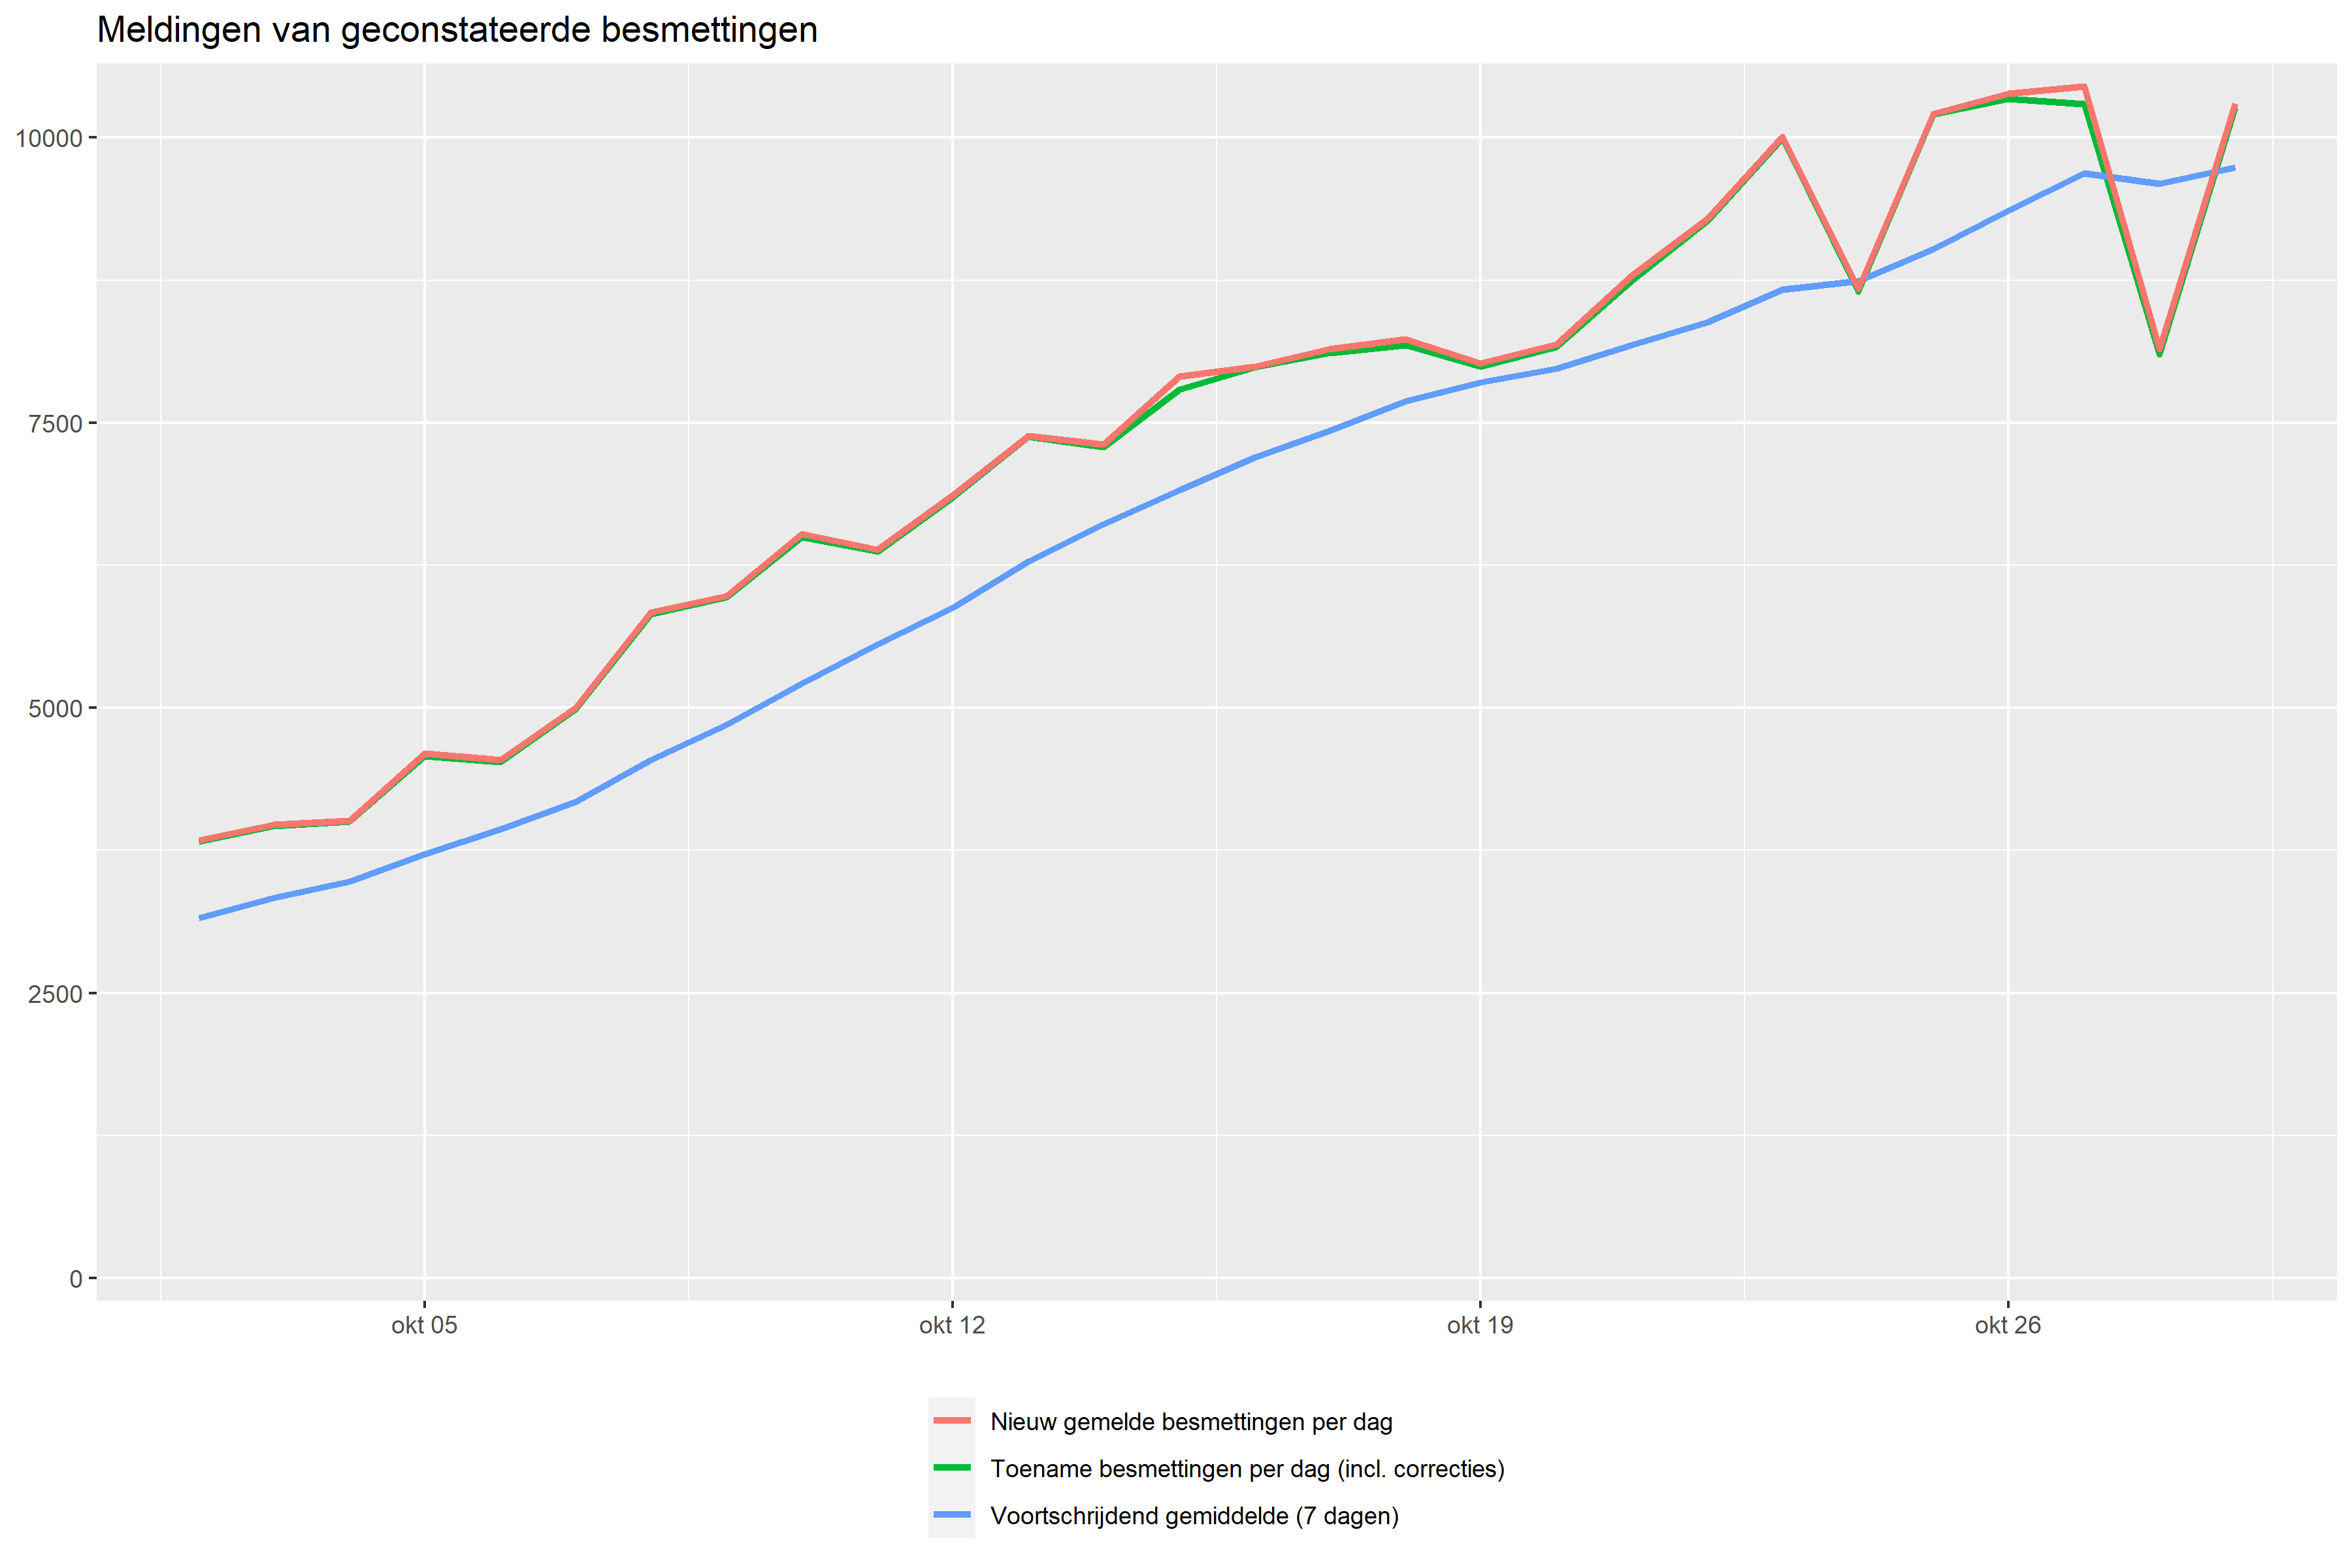 Meldingen van geconstateerde besmettingen
10000
7500
5000
2500
0
okt 05 okt 12 okt 19 okt 26
Nieuw gemelde besmettingen per dag
Toename besmettingen per dag (incl. correcties)
Voortschrijdend gemiddelde (7 dagen)